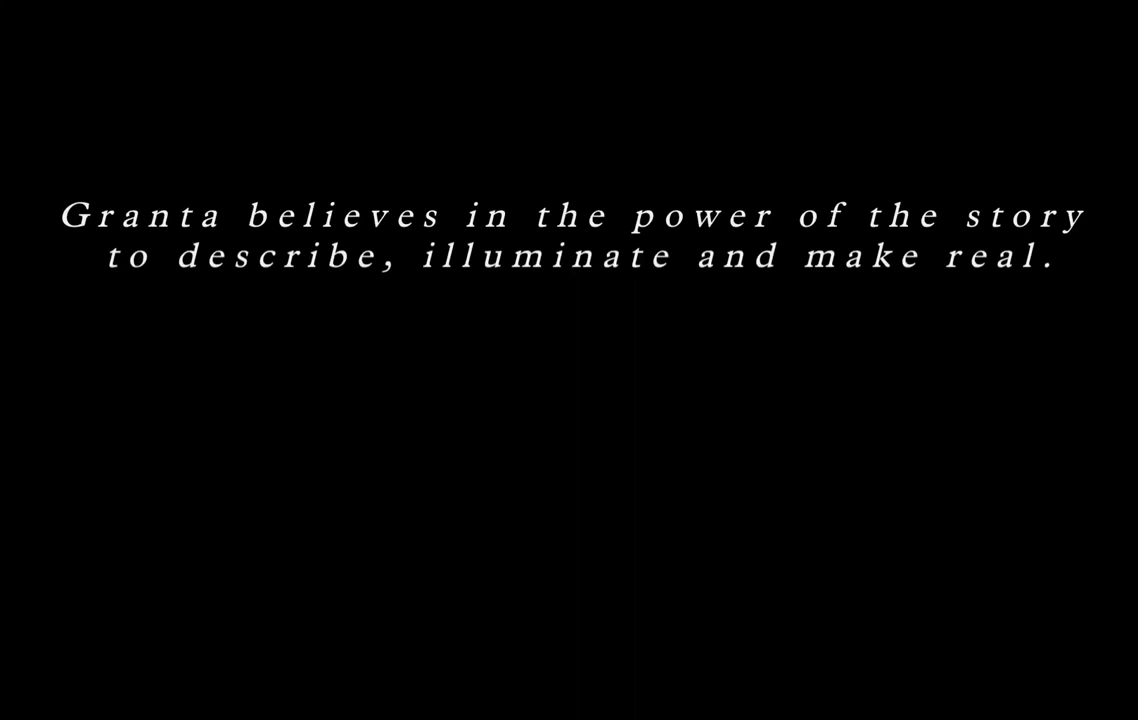 Granta believes in the power of the story
to describe, illuminate and make real.